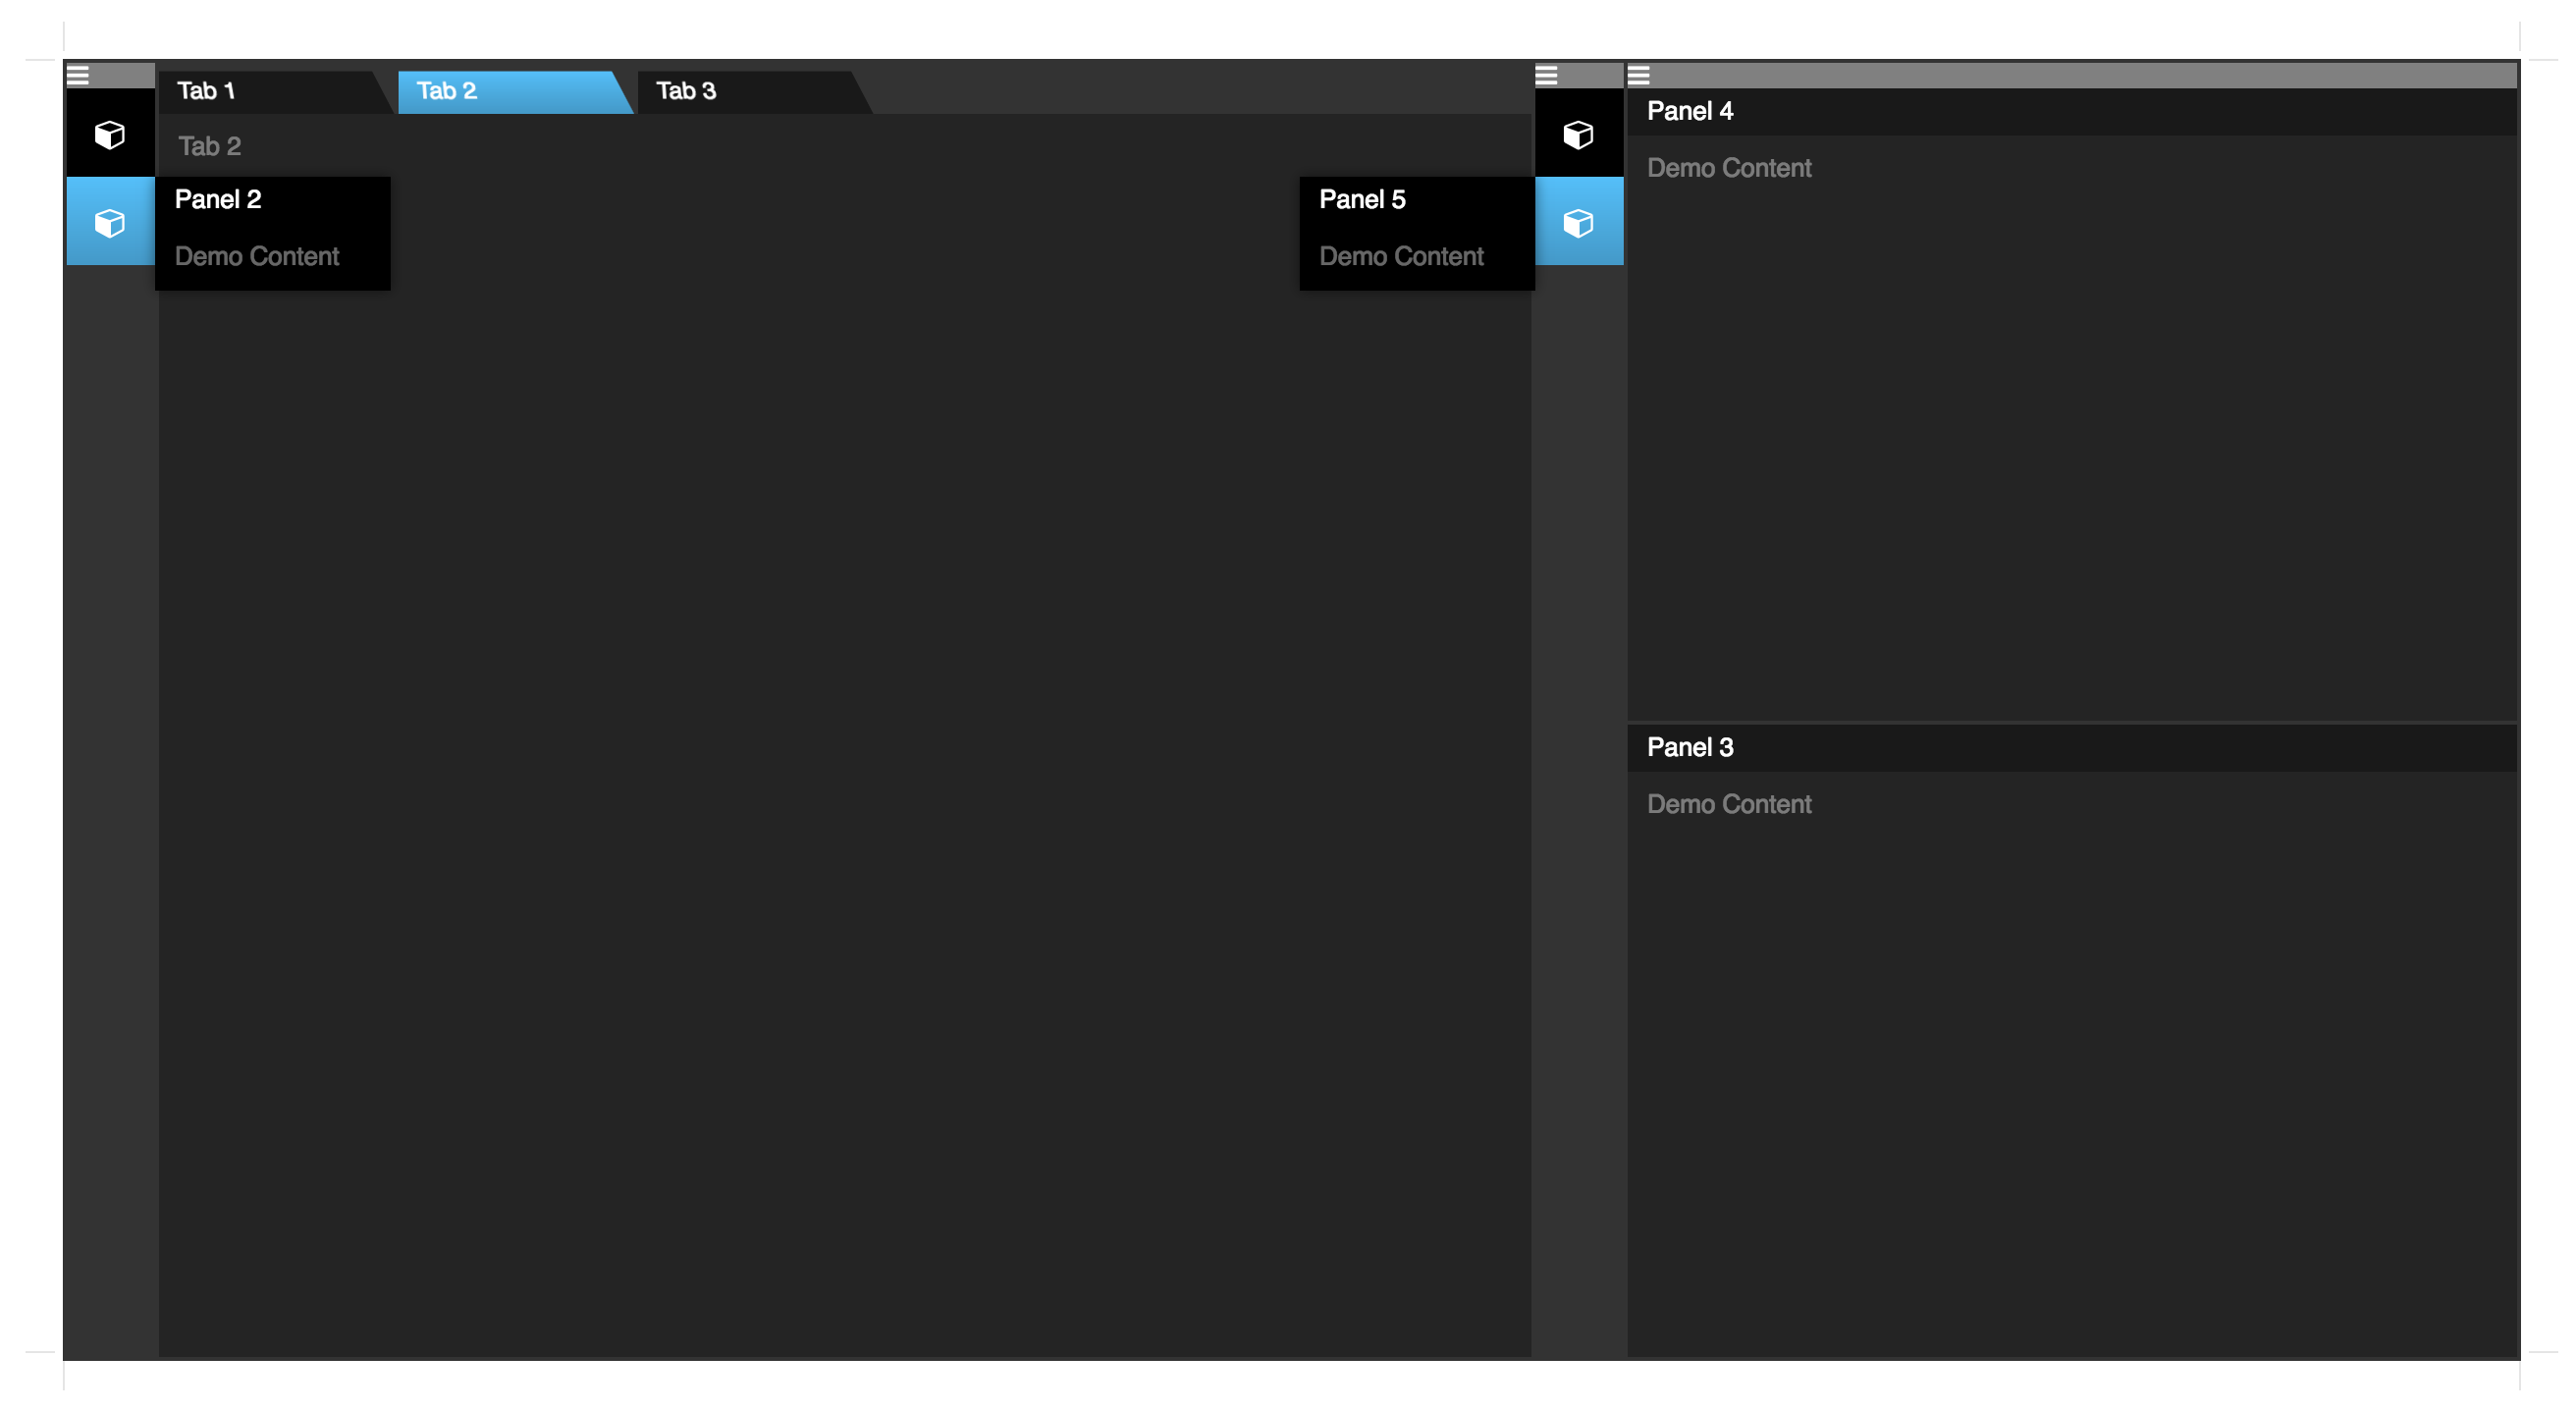 Tab 1
Tab 2
Tab 3
Tab 2
Panel 2
Demo Content
Panel 5
Demo Content
Panel 4
Demo Content
Panel 3
Demo Content